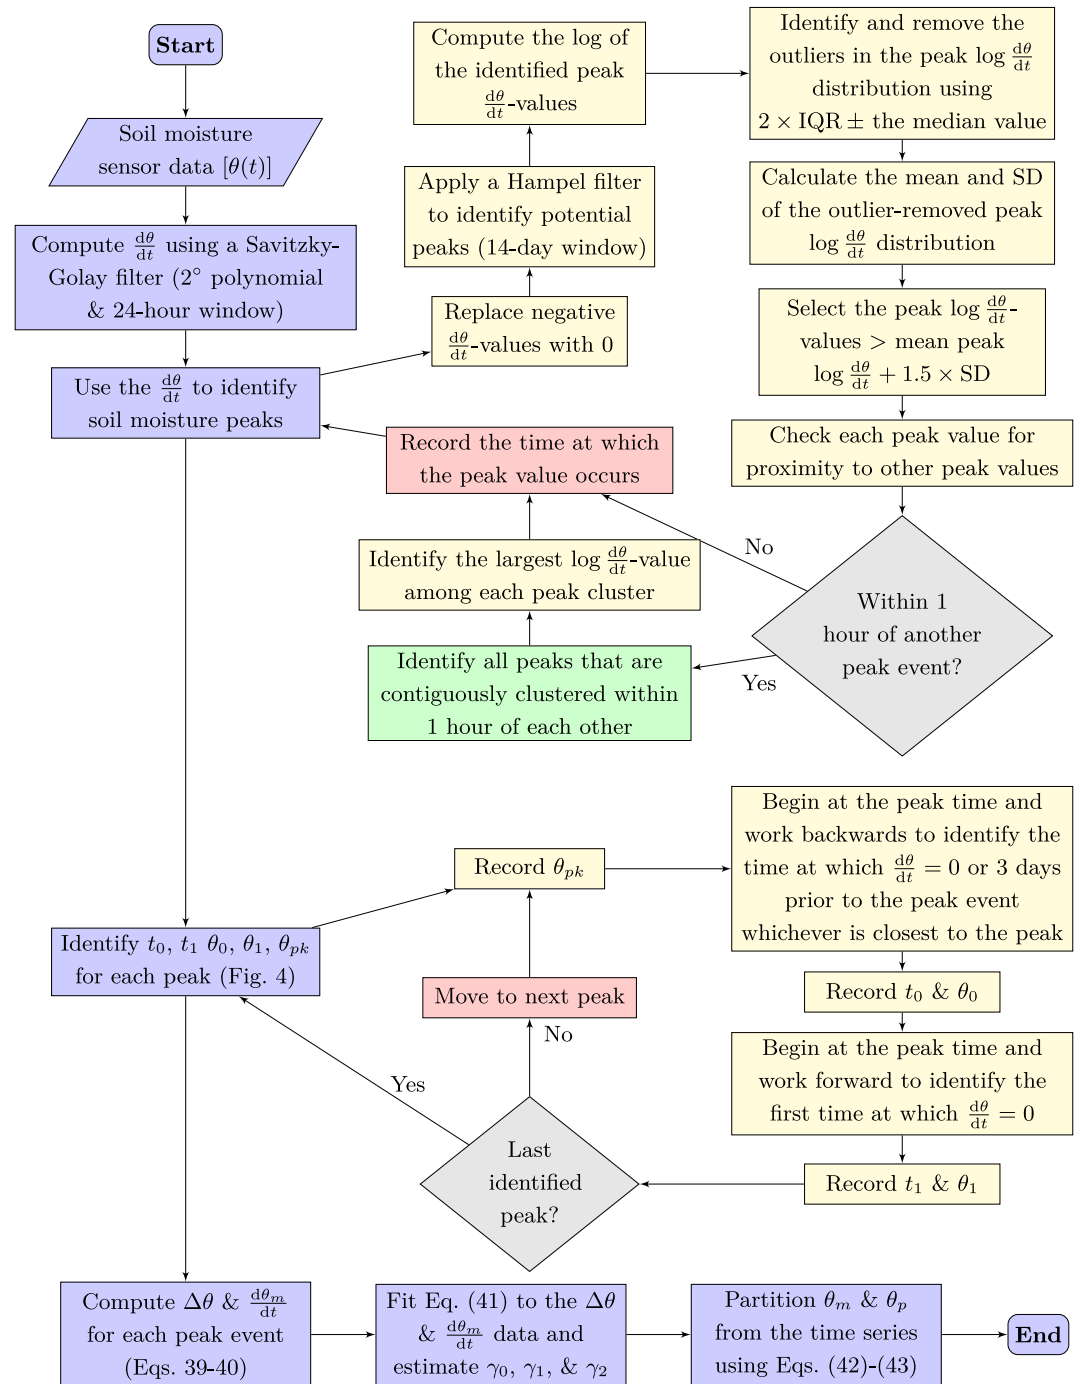 Start
Soil moisture
sensor data [θ(t)]
Compute dθ/dt using a Savitzky-
Golay filter (2° polynomial
& 24-hour window)
Use the dθ/dt to identify
soil moisture peaks
Replace negative
dθ/dt-values with 0
Apply a Hampel filter
to identify potential
peaks (14-day window)
Compute the log of
the identified peak
dθ/dt-values
Identify and remove the
outliers in the peak log dθ/dt
distribution using
2 × IQR ± the median value
Calculate the mean and SD
of the outlier-removed peak
log dθ/dt distribution
Select the peak log dθ/dt-
values > mean peak
log dθ/dt + 1.5 × SD
Check each peak value for
proximity to other peak values
Within 1
hour of another
peak event?
No
Yes
Record the time at which
the peak value occurs
Identify the largest log dθ/dt-value
among each peak cluster
Identify all peaks that are
contiguously clustered within
1 hour of each other
Identify t₀, t₁ θ₀, θ₁, θpk
for each peak (Fig. 4)
Record θpk
Begin at the peak time and
work backwards to identify the
time at which dθ/dt = 0 or 3 days
prior to the peak event
whichever is closest to the peak
Record t₀ & θ₀
Begin at the peak time and
work forward to identify the
first time at which dθ/dt = 0
Record t₁ & θ₁
Last
identified
peak?
No
Yes
Move to next peak
Compute Δθ & dθm/dt
for each peak event
(Eqs. 39-40)
Fit Eq. (41) to the Δθ
& dθm/dt data and
estimate γ₀, γ₁, & γ₂
Partition θm & θp
from the time series
using Eqs. (42)-(43)
End